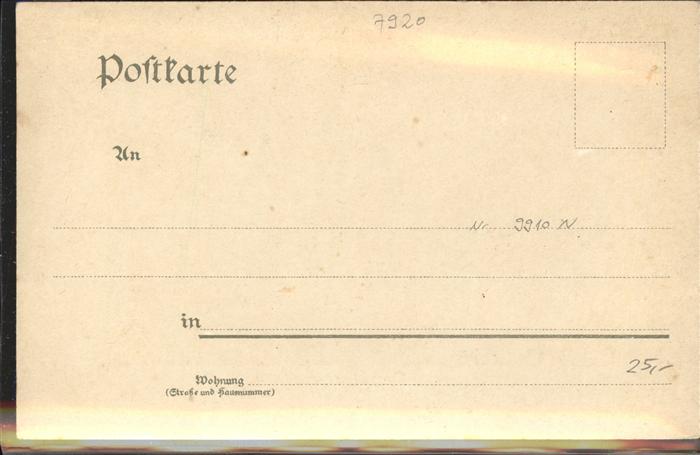 7920
Postkarte
An
Nr. 9910 N
in
25,-
Wohnung
(Straße und Hausnummer)